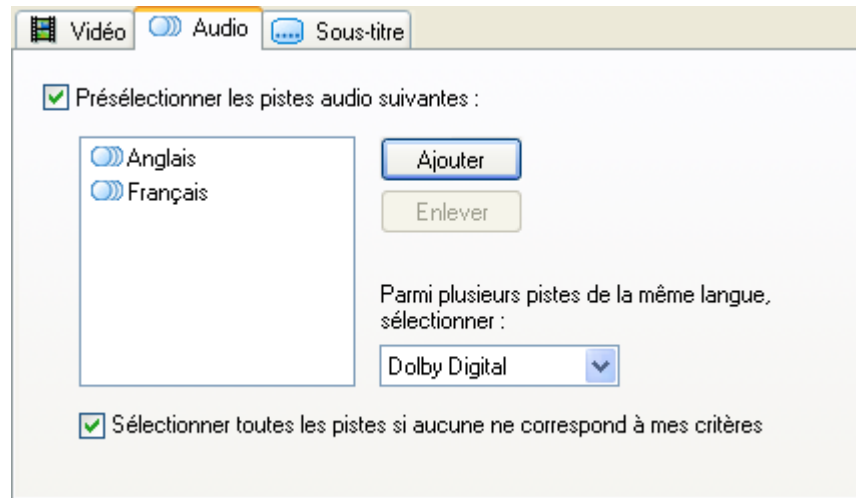 Vidéo Audio Sous-titre
Présélectionner les pistes audio suivantes :
Anglais
Français
Ajouter
Enlever
Parmi plusieurs pistes de la même langue,
sélectionner :
Dolby Digital
Sélectionner toutes les pistes si aucune ne correspond à mes critères